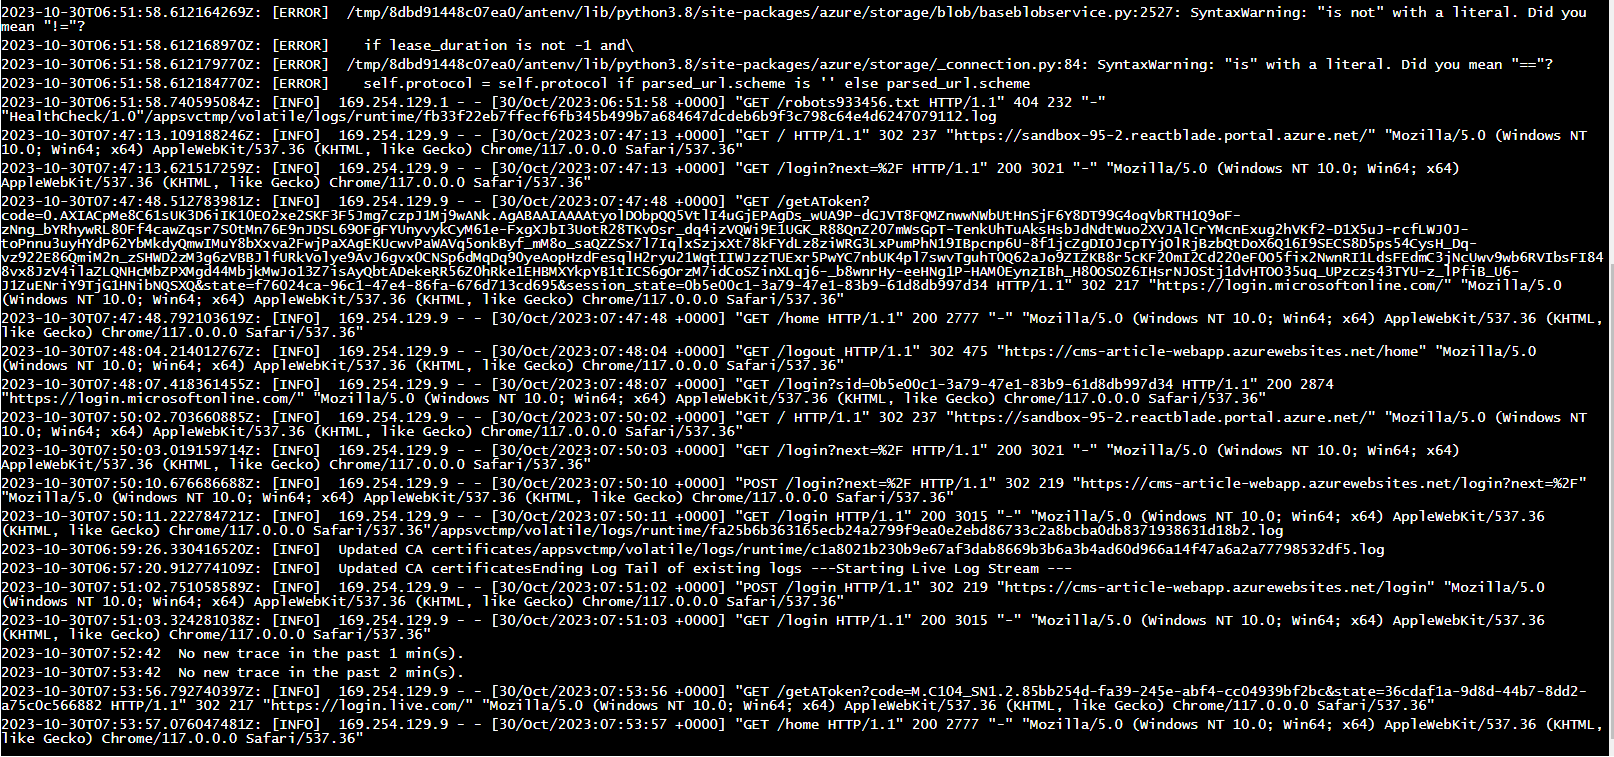 2023-10-30T06:51:58.612164269Z: [ERROR]  /tmp/8dbd91448c07ea0/antenv/lib/python3.8/site-packages/azure/storage/blob/baseblobservice.py:2527: SyntaxWarning: "is not" with a literal. Did you
mean "!="?
2023-10-30T06:51:58.612168970Z: [ERROR]    if lease_duration is not -1 and\
2023-10-30T06:51:58.612179770Z: [ERROR]  /tmp/8dbd91448c07ea0/antenv/lib/python3.8/site-packages/azure/storage/_connection.py:84: SyntaxWarning: "is" with a literal. Did you mean "=="?
2023-10-30T06:51:58.612184770Z: [ERROR]    self.protocol = self.protocol if parsed_url.scheme is '' else parsed_url.scheme
2023-10-30T06:51:58.740595084Z: [INFO]  169.254.129.1 - - [30/Oct/2023:06:51:58 +0000] "GET /robots933456.txt HTTP/1.1" 404 232 "-"
"HealthCheck/1.0"/appsvctmp/volatile/logs/runtime/fb33f22eb7ffecf6fb345b499b7a684647dcdeb6b9f3c798c64e4d6247079112.log
2023-10-30T07:47:13.109188246Z: [INFO]  169.254.129.9 - - [30/Oct/2023:07:47:13 +0000] "GET / HTTP/1.1" 302 237 "https://sandbox-95-2.reactblade.portal.azure.net/" "Mozilla/5.0 (Windows NT
10.0; Win64; x64) AppleWebKit/537.36 (KHTML, like Gecko) Chrome/117.0.0.0 Safari/537.36"
2023-10-30T07:47:13.621517259Z: [INFO]  169.254.129.9 - - [30/Oct/2023:07:47:13 +0000] "GET /login?next=%2F HTTP/1.1" 200 3021 "-" "Mozilla/5.0 (Windows NT 10.0; Win64; x64)
AppleWebKit/537.36 (KHTML, like Gecko) Chrome/117.0.0.0 Safari/537.36"
2023-10-30T07:47:48.512783981Z: [INFO]  169.254.129.9 - - [30/Oct/2023:07:47:48 +0000] "GET /getAToken?
J1ZuENriY9TjG1HNibNQSXQ&state=f76024ca-96c1-47e4-86fa-676d713cd695&session_state=0b5e00c1-3a79-47e1-83b9-61d8db997d34 HTTP/1.1" 302 217 "https://login.microsoftonline.com/" "Mozilla/5.0
(Windows NT 10.0; Win64; x64) AppleWebKit/537.36 (KHTML, like Gecko) Chrome/117.0.0.0 Safari/537.36"
2023-10-30T07:47:48.792103619Z: [INFO]  169.254.129.9 - - [30/Oct/2023:07:47:48 +0000] "GET /home HTTP/1.1" 200 2777 "-" "Mozilla/5.0 (Windows NT 10.0; Win64; x64) AppleWebKit/537.36 (KHTML,
like Gecko) Chrome/117.0.0.0 Safari/537.36"
2023-10-30T07:48:04.214012767Z: [INFO]  169.254.129.9 - - [30/Oct/2023:07:48:04 +0000] "GET /logout HTTP/1.1" 302 475 "https://cms-article-webapp.azurewebsites.net/home" "Mozilla/5.0
(Windows NT 10.0; Win64; x64) AppleWebKit/537.36 (KHTML, like Gecko) Chrome/117.0.0.0 Safari/537.36"
2023-10-30T07:48:07.418361455Z: [INFO]  169.254.129.9 - - [30/Oct/2023:07:48:07 +0000] "GET /login?sid=0b5e00c1-3a79-47e1-83b9-61d8db997d34 HTTP/1.1" 200 2874
"https://login.microsoftonline.com/" "Mozilla/5.0 (Windows NT 10.0; Win64; x64) AppleWebKit/537.36 (KHTML, like Gecko) Chrome/117.0.0.0 Safari/537.36"
2023-10-30T07:50:02.703660885Z: [INFO]  169.254.129.9 - - [30/Oct/2023:07:50:02 +0000] "GET / HTTP/1.1" 302 237 "https://sandbox-95-2.reactblade.portal.azure.net/" "Mozilla/5.0 (Windows NT
10.0; Win64; x64) AppleWebKit/537.36 (KHTML, like Gecko) Chrome/117.0.0.0 Safari/537.36"
2023-10-30T07:50:03.019159714Z: [INFO]  169.254.129.9 - - [30/Oct/2023:07:50:03 +0000] "GET /login?next=%2F HTTP/1.1" 200 3021 "-" "Mozilla/5.0 (Windows NT 10.0; Win64; x64)
AppleWebKit/537.36 (KHTML, like Gecko) Chrome/117.0.0.0 Safari/537.36"
2023-10-30T07:50:10.676686688Z: [INFO]  169.254.129.9 - - [30/Oct/2023:07:50:10 +0000] "POST /login?next=%2F HTTP/1.1" 302 219 "https://cms-article-webapp.azurewebsites.net/login?next=%2F"
"Mozilla/5.0 (Windows NT 10.0; Win64; x64) AppleWebKit/537.36 (KHTML, like Gecko) Chrome/117.0.0.0 Safari/537.36"
2023-10-30T07:50:11.222784721Z: [INFO]  169.254.129.9 - - [30/Oct/2023:07:50:11 +0000] "GET /login HTTP/1.1" 200 3015 "-" "Mozilla/5.0 (Windows NT 10.0; Win64; x64) AppleWebKit/537.36
(KHTML, like Gecko) Chrome/117.0.0.0 Safari/537.36"/appsvctmp/volatile/logs/runtime/fa25b6b363165ecb24a2799f9ea0e2ebd86733c2a8bcba0db8371938631d18b2.log
2023-10-30T06:59:26.330416520Z: [INFO]  Updated CA certificates/appsvctmp/volatile/logs/runtime/c1a8021b230b9e67af3dab8669b3b6a3b4ad60d966a14f47a6a2a77798532df5.log
2023-10-30T06:57:20.912774109Z: [INFO]  Updated CA certificatesEnding Log Tail of existing logs ---Starting Live Log Stream ---
2023-10-30T07:51:02.751058589Z: [INFO]  169.254.129.9 - - [30/Oct/2023:07:51:02 +0000] "POST /login HTTP/1.1" 302 219 "https://cms-article-webapp.azurewebsites.net/login" "Mozilla/5.0
(Windows NT 10.0; Win64; x64) AppleWebKit/537.36 (KHTML, like Gecko) Chrome/117.0.0.0 Safari/537.36"
2023-10-30T07:51:03.324281038Z: [INFO]  169.254.129.9 - - [30/Oct/2023:07:51:03 +0000] "GET /login HTTP/1.1" 200 3015 "-" "Mozilla/5.0 (Windows NT 10.0; Win64; x64) AppleWebKit/537.36
(KHTML, like Gecko) Chrome/117.0.0.0 Safari/537.36"
2023-10-30T07:52:42  No new trace in the past 1 min(s).
2023-10-30T07:53:42  No new trace in the past 2 min(s).
2023-10-30T07:53:56.792740397Z: [INFO]  169.254.129.9 - - [30/Oct/2023:07:53:56 +0000] "GET /getAToken?code=M.C104_SN1.2.85bb254d-fa39-245e-abf4-cc04939bf2bc&state=36cdaf1a-9d8d-44b7-8dd2-
a75c0c566882 HTTP/1.1" 302 217 "https://login.live.com/" "Mozilla/5.0 (Windows NT 10.0; Win64; x64) AppleWebKit/537.36 (KHTML, like Gecko) Chrome/117.0.0.0 Safari/537.36"
2023-10-30T07:53:57.076047481Z: [INFO]  169.254.129.9 - - [30/Oct/2023:07:53:57 +0000] "GET /home HTTP/1.1" 200 2777 "-" "Mozilla/5.0 (Windows NT 10.0; Win64; x64) AppleWebKit/537.36 (KHTML,
like Gecko) Chrome/117.0.0.0 Safari/537.36"